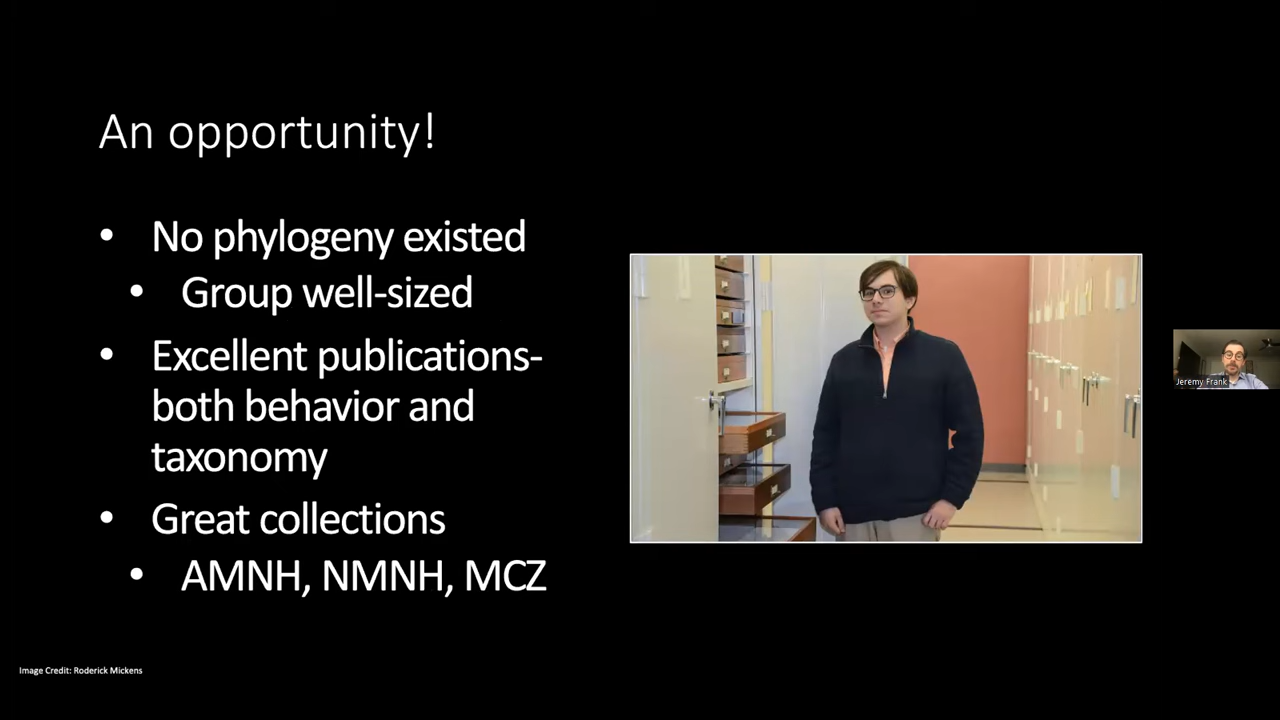 An opportunity!
• No phylogeny existed
• Group well-sized
• Excellent publications-
both behavior and
taxonomy
• Great collections
• AMNH, NMNH, MCZ
Jeremy Frank
Image Credit: Roderick Mickens